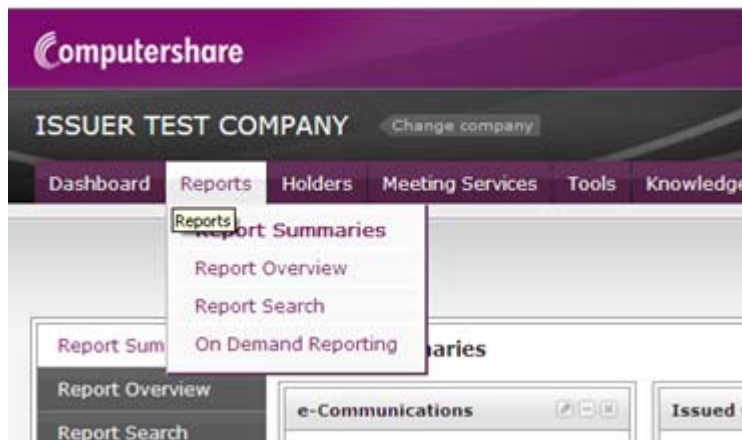 Computershare
ISSUER TEST COMPANY Change company
Dashboard Reports Holders Meeting Services Tools Knowledge
Reports
Report Summaries
Report Overview
Report Search
On Demand Reporting
Report Sum
aries
Report Overview
e-Communications
Issued
Report Search